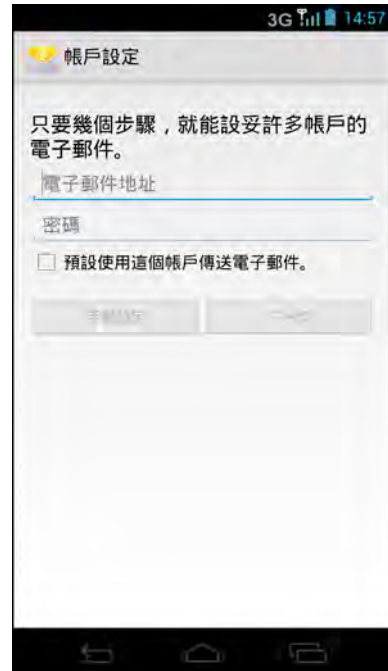 3G 14:57
帳戶設定
只要幾個步驟，就能設妥許多帳戶的
電子郵件。
電子郵件地址
密碼
預設使用這個帳戶傳送電子郵件。